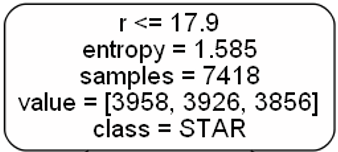 r <= 17.9
entropy = 1.585
samples = 7418
value = [3958, 3926, 3856]
class = STAR